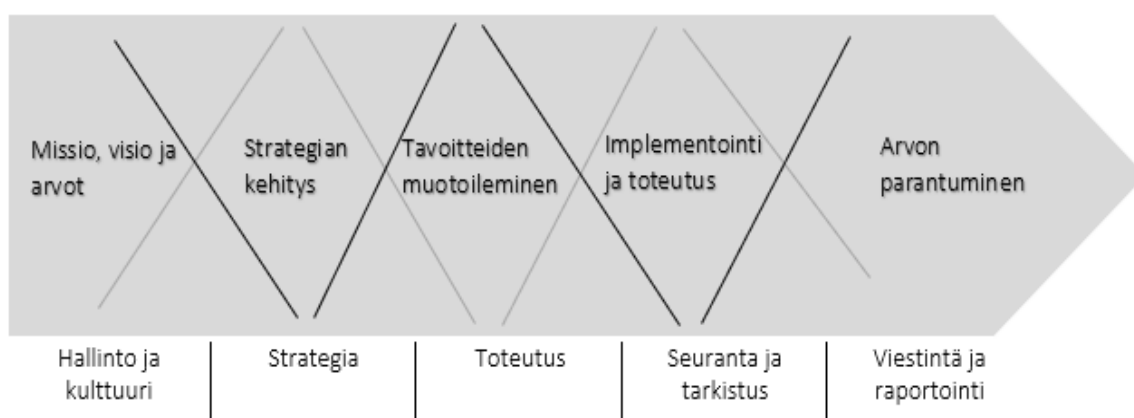 Missio, visio ja
arvot
Strategian
kehitys
Tavoitteiden
muotoileminen
Implementointi
ja toteutus
Arvon
parantuminen
Hallinto ja
kulttuuri
Strategia
Toteutus
Seuranta ja
tarkistus
Viestintä ja
raportointi